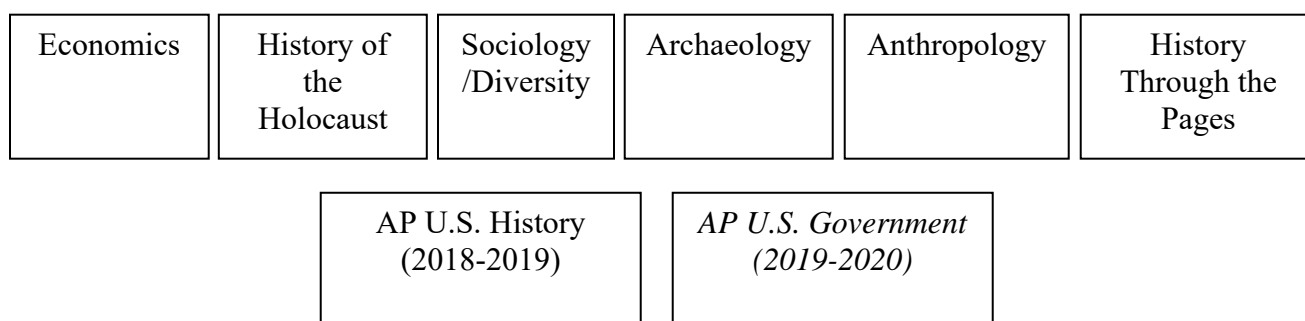 Economics
History of
the
Holocaust
Sociology
/Diversity
Archaeology
Anthropology
History
Through the
Pages
AP U.S. History
(2018-2019)
AP U.S. Government
(2019-2020)